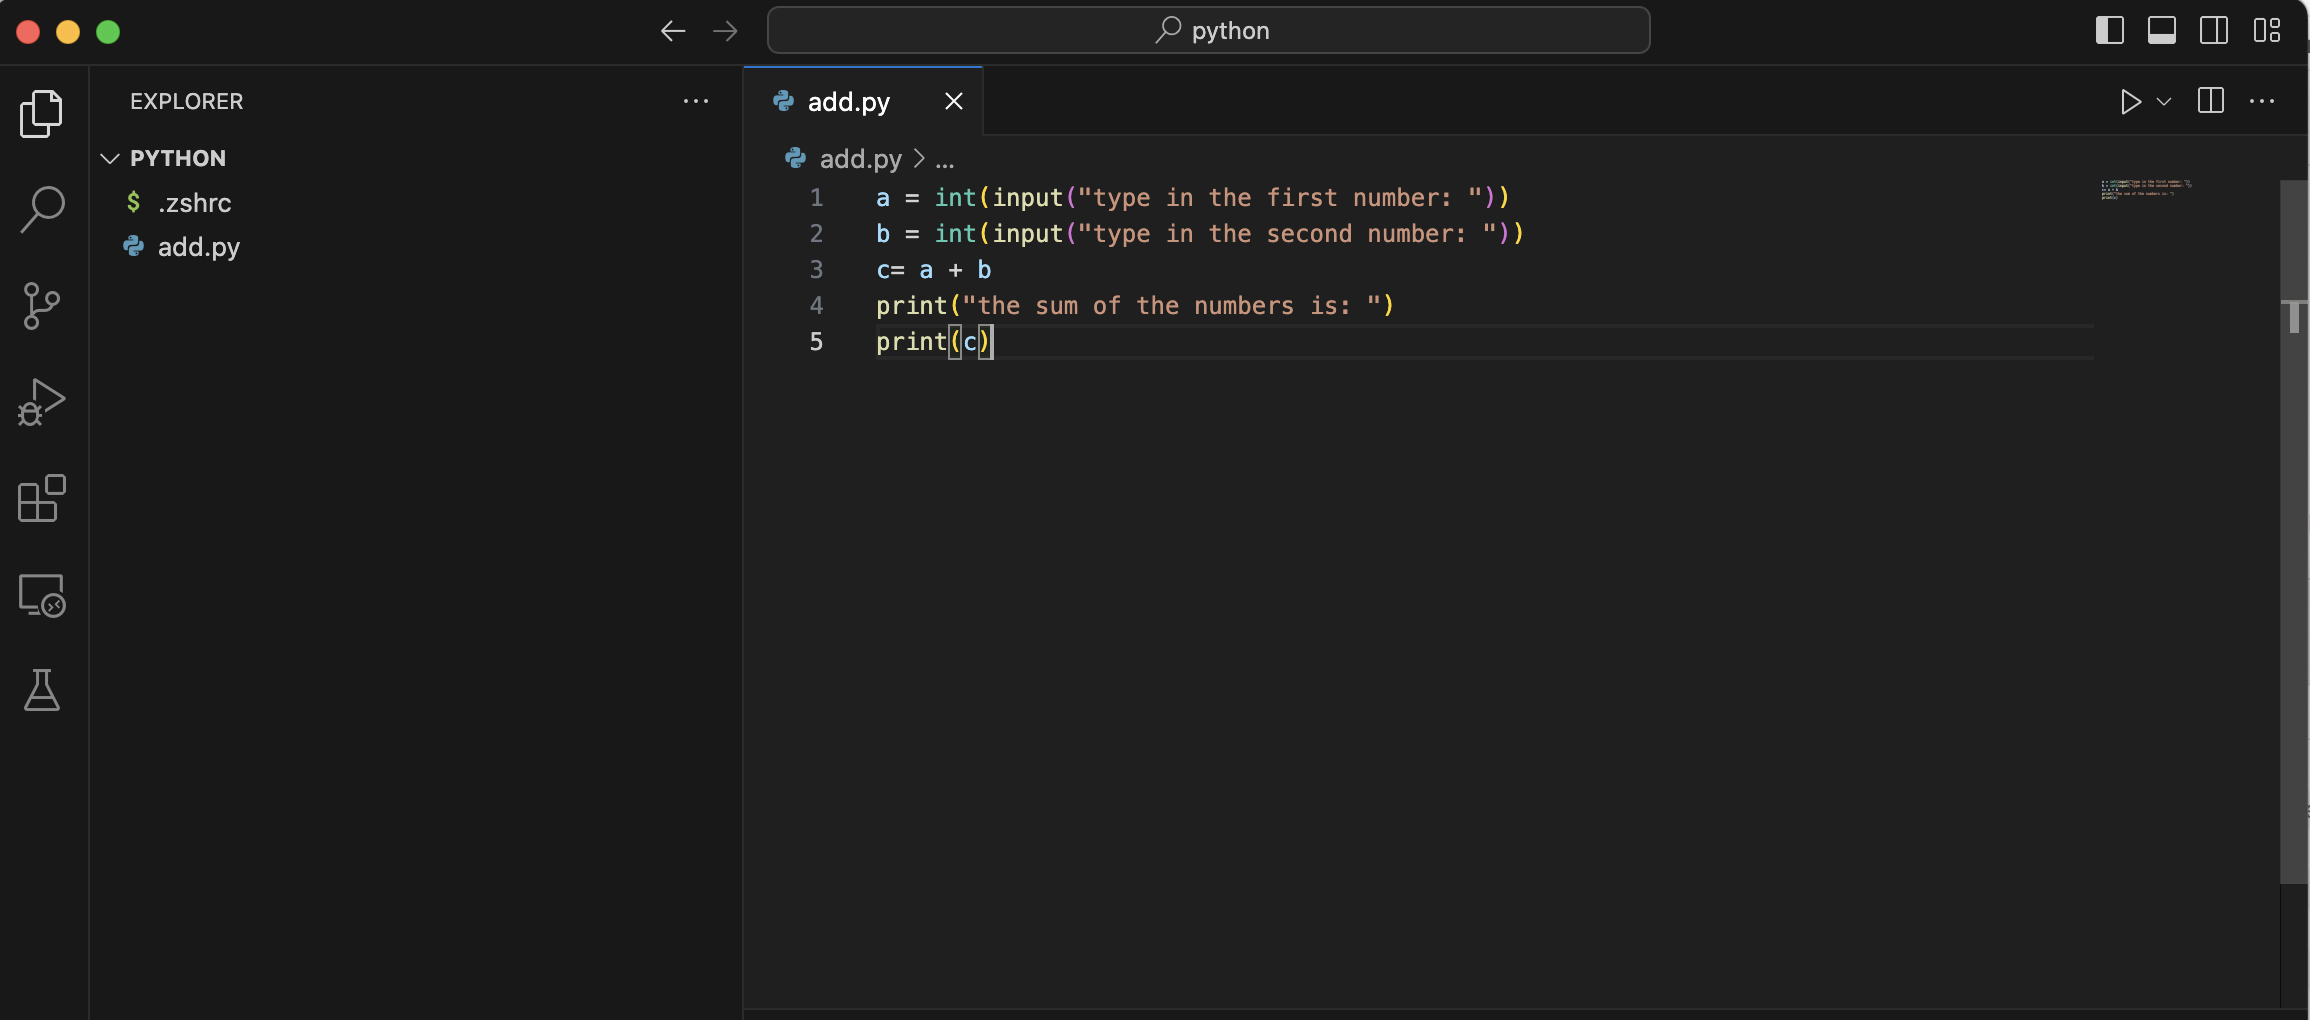 python
EXPLORER
PYTHON
$ .zshrc
add.py
add.py
add.py > ...
1 a = int(input("type in the first number: "))
2 b = int(input("type in the second number: "))
3 c= a + b
4 print("the sum of the numbers is: ")
5 print(c)